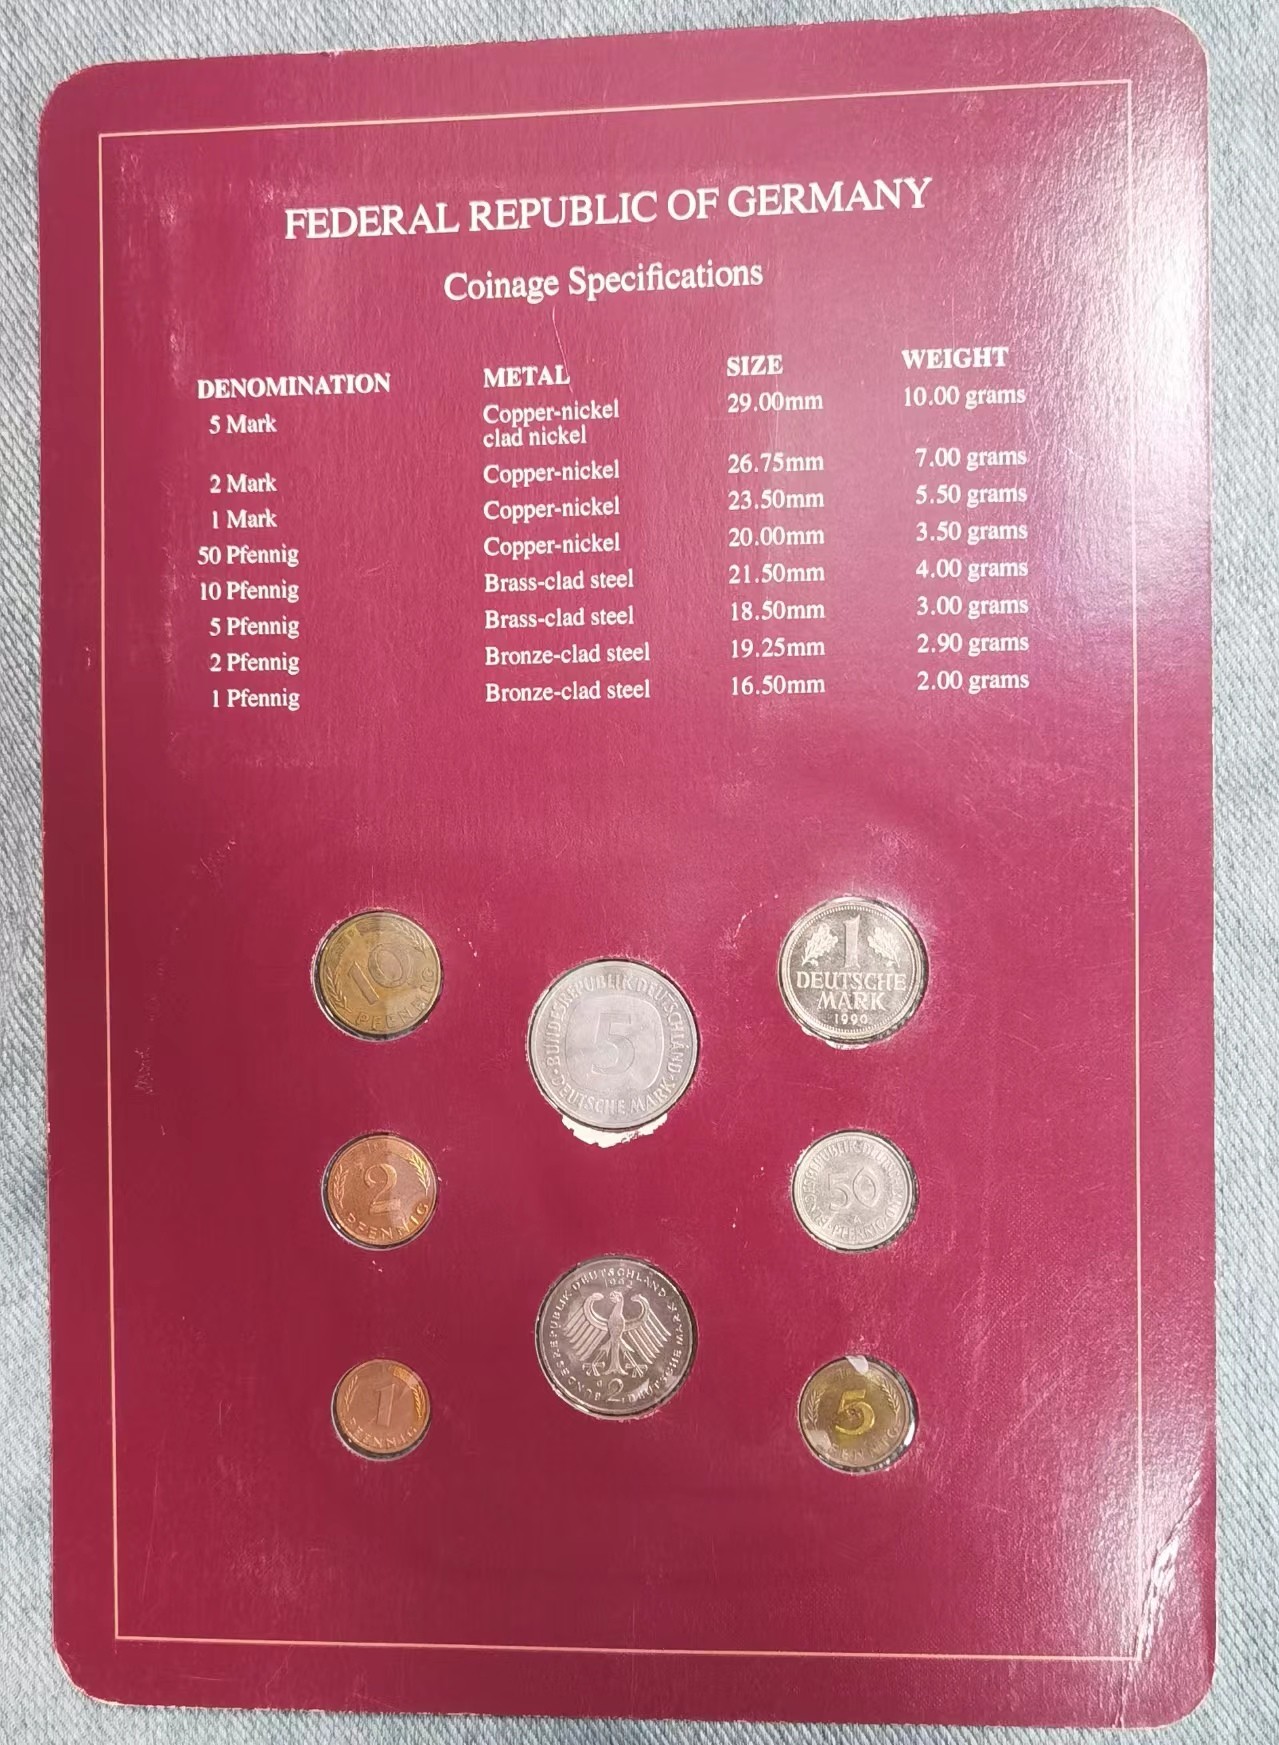 FEDERAL REPUBLIC OF GERMANY
Coinage Specifications
DENOMINATION METAL SIZE WEIGHT
5 Mark Copper-nickel clad nickel 29.00mm 10.00 grams
2 Mark Copper-nickel 26.75mm 7.00 grams
1 Mark Copper-nickel 23.50mm 5.50 grams
50 Pfennig Copper-nickel 20.00mm 3.50 grams
10 Pfennig Brass-clad steel 21.50mm 4.00 grams
5 Pfennig Brass-clad steel 18.50mm 3.00 grams
2 Pfennig Bronze-clad steel 19.25mm 2.90 grams
1 Pfennig Bronze-clad steel 16.50mm 2.00 grams
10
PFENNIG
BUNDESREPUBLIK DEUTSCHLAND
5
DEUTSCHE MARK
1
DEUTSCHE
MARK
1990
2
PFENNIG
50
PFENNIG
DEUTSCHLAND
2
DEUTSCHE MARK
1
PFENNIG
5
PFENNIG